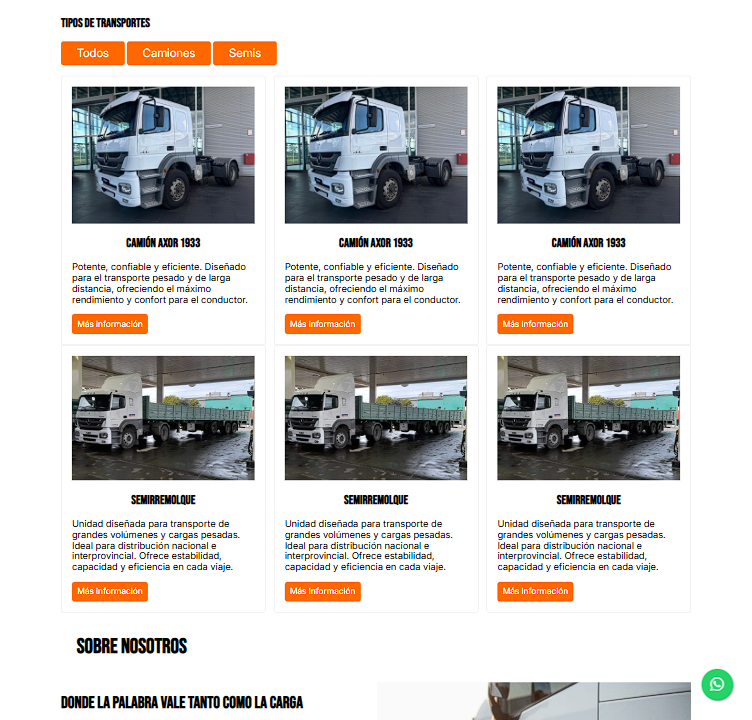 TIPOS DE TRANSPORTES
Todos Camiones Semis
CAMIÓN AXOR 1933
Potente, confiable y eficiente. Diseñado
para el transporte pesado y de larga
distancia, ofreciendo el máximo
rendimiento y confort para el conductor.
Más información
CAMIÓN AXOR 1933
Potente, confiable y eficiente. Diseñado
para el transporte pesado y de larga
distancia, ofreciendo el máximo
rendimiento y confort para el conductor.
Más información
CAMIÓN AXOR 1933
Potente, confiable y eficiente. Diseñado
para el transporte pesado y de larga
distancia, ofreciendo el máximo
rendimiento y confort para el conductor.
Más información
SEMIRREMOLQUE
Unidad diseñada para transporte de
grandes volúmenes y cargas pesadas.
Ideal para distribución nacional e
interprovincial. Ofrece estabilidad,
capacidad y eficiencia en cada viaje.
Más información
SEMIRREMOLQUE
Unidad diseñada para transporte de
grandes volúmenes y cargas pesadas.
Ideal para distribución nacional e
interprovincial. Ofrece estabilidad,
capacidad y eficiencia en cada viaje.
Más información
SEMIRREMOLQUE
Unidad diseñada para transporte de
grandes volúmenes y cargas pesadas.
Ideal para distribución nacional e
interprovincial. Ofrece estabilidad,
capacidad y eficiencia en cada viaje.
Más información
SOBRE NOSOTROS
DONDE LA PALABRA VALE TANTO COMO LA CARGA